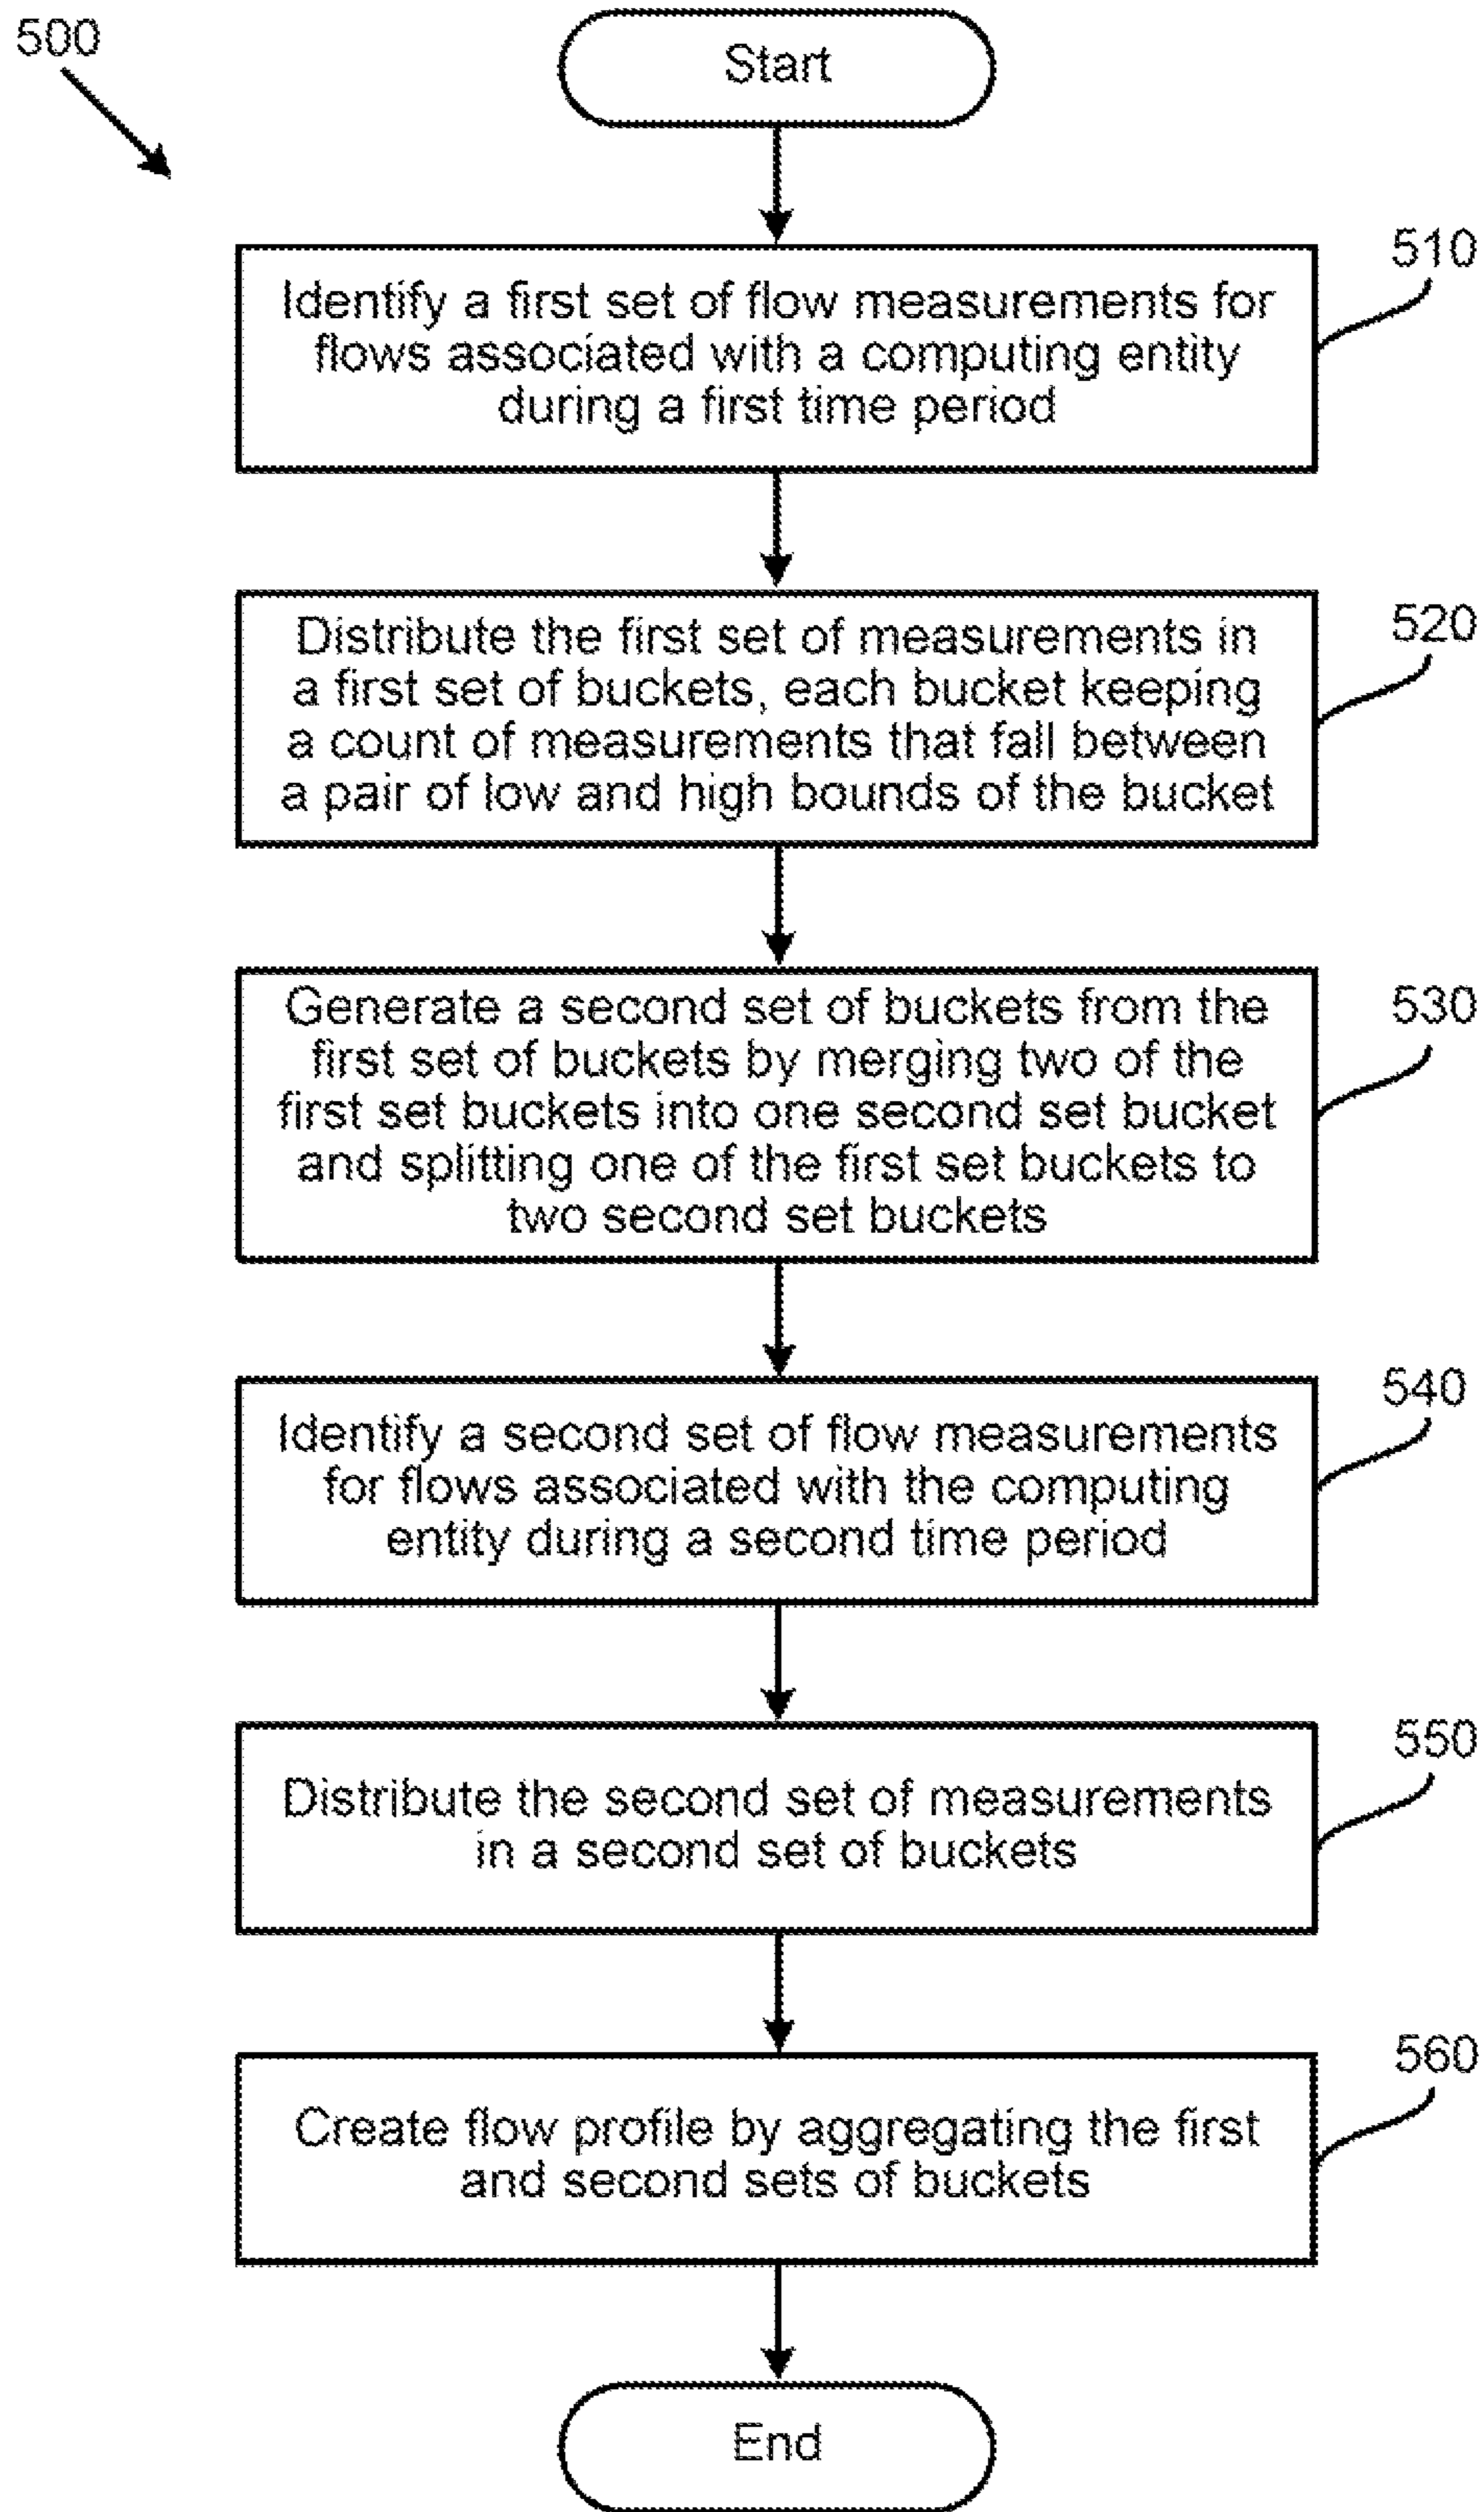 500
Start
510
Identify a first set of flow measurements for
flows associated with a computing entity
during a first time period
520
Distribute the first set of measurements in
a first set of buckets, each bucket keeping
a count of measurements that fall between
a pair of low and high bounds of the bucket
530
Generate a second set of buckets from the
first set of buckets by merging two of the
first set buckets into one second set bucket
and splitting one of the first set buckets to
two second set buckets
540
Identify a second set of flow measurements
for flows associated with the computing
entity during a second time period
550
Distribute the second set of measurements
in a second set of buckets
560
Create flow profile by aggregating the first
and second sets of buckets
End